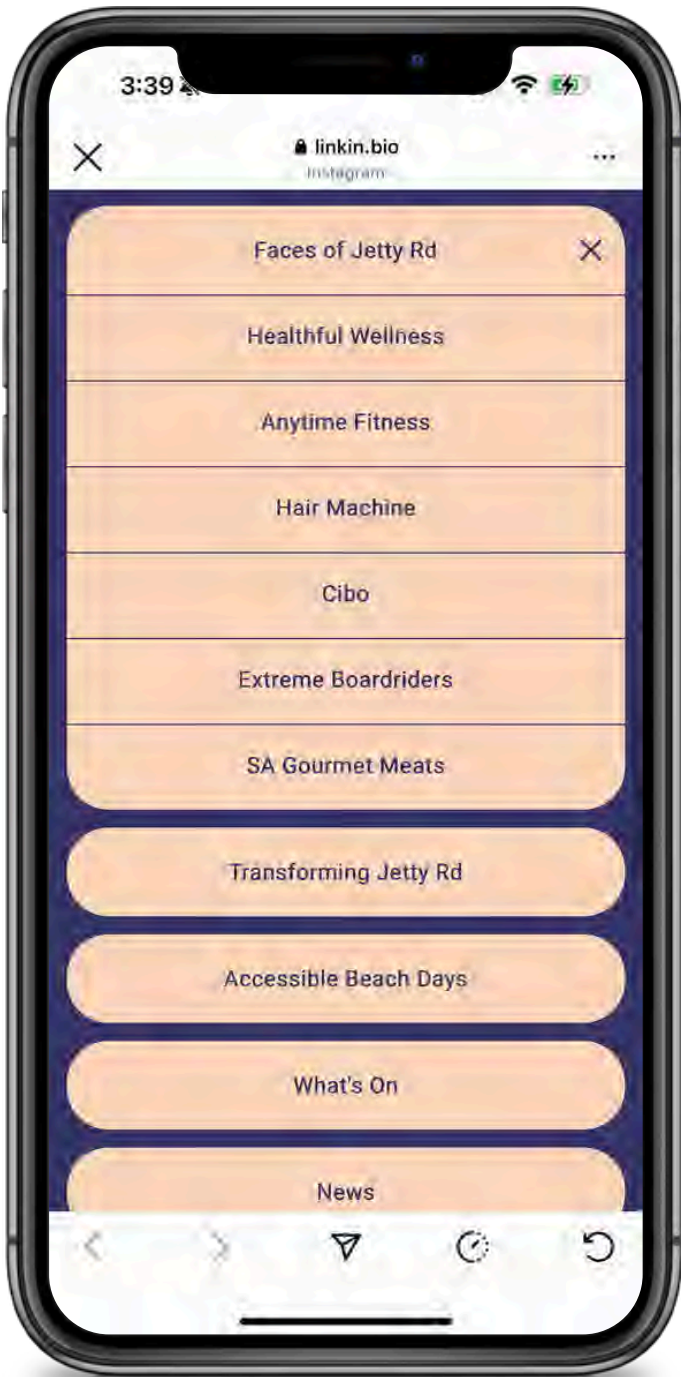 3:39
linkin.bio
Instagram
Faces of Jetty Rd
Healthful Wellness
Anytime Fitness
Hair Machine
Cibo
Extreme Boardriders
SA Gourmet Meats
Transforming Jetty Rd
Accessible Beach Days
What's On
News